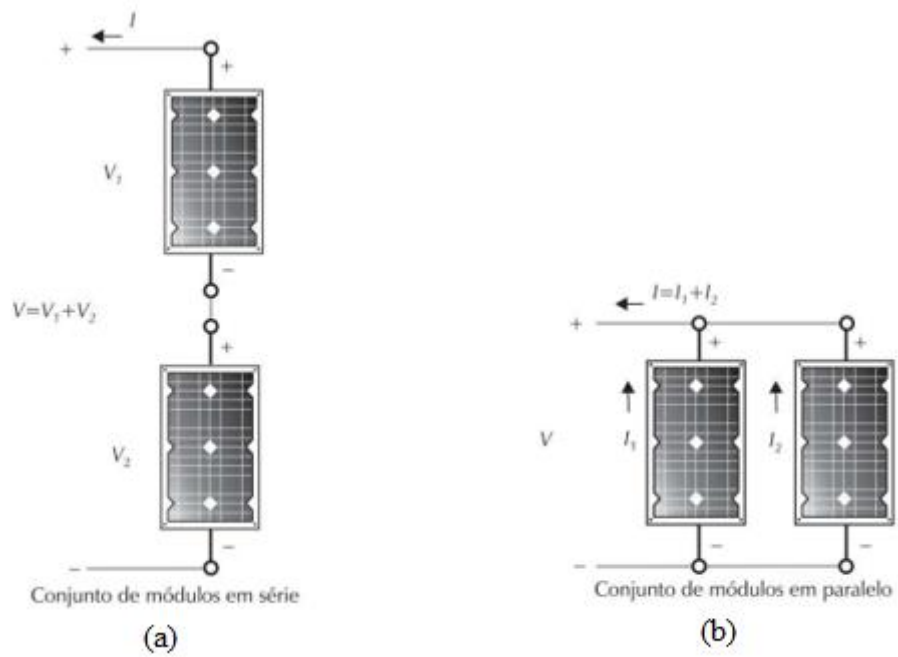 I
+
+
V₁
−
V=V₁+V₂
+
V₂
−
−
Conjunto de módulos em série
(a)
I=I₁+I₂
+
+ +
V I₁ I₂
− −
−
Conjunto de módulos em paralelo
(b)